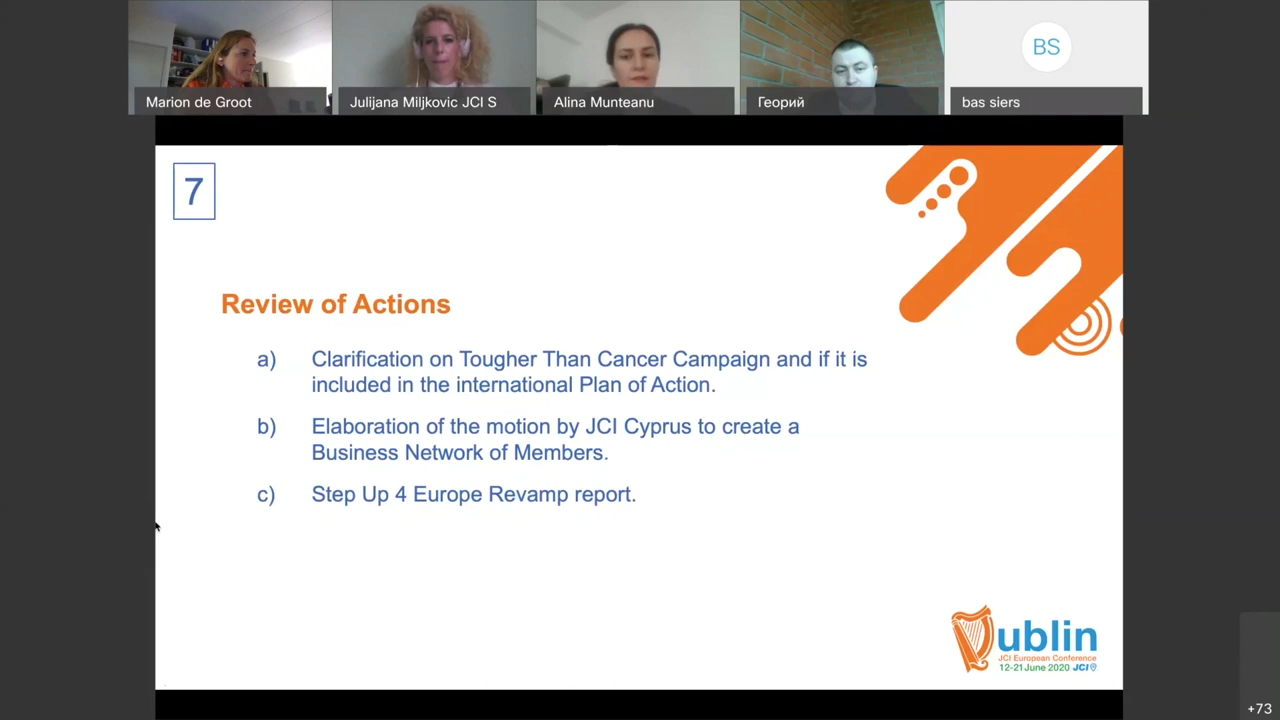 BS
Marion de Groot
Julijana Miljkovic JCI S
Alina Munteanu
Георий
bas siers
7
Review of Actions
a) Clarification on Tougher Than Cancer Campaign and if it is
included in the international Plan of Action.
b) Elaboration of the motion by JCI Cyprus to create a
Business Network of Members.
c) Step Up 4 Europe Revamp report.
Dublin
JCI European Conference
12-21 June 2020 JCI
+73